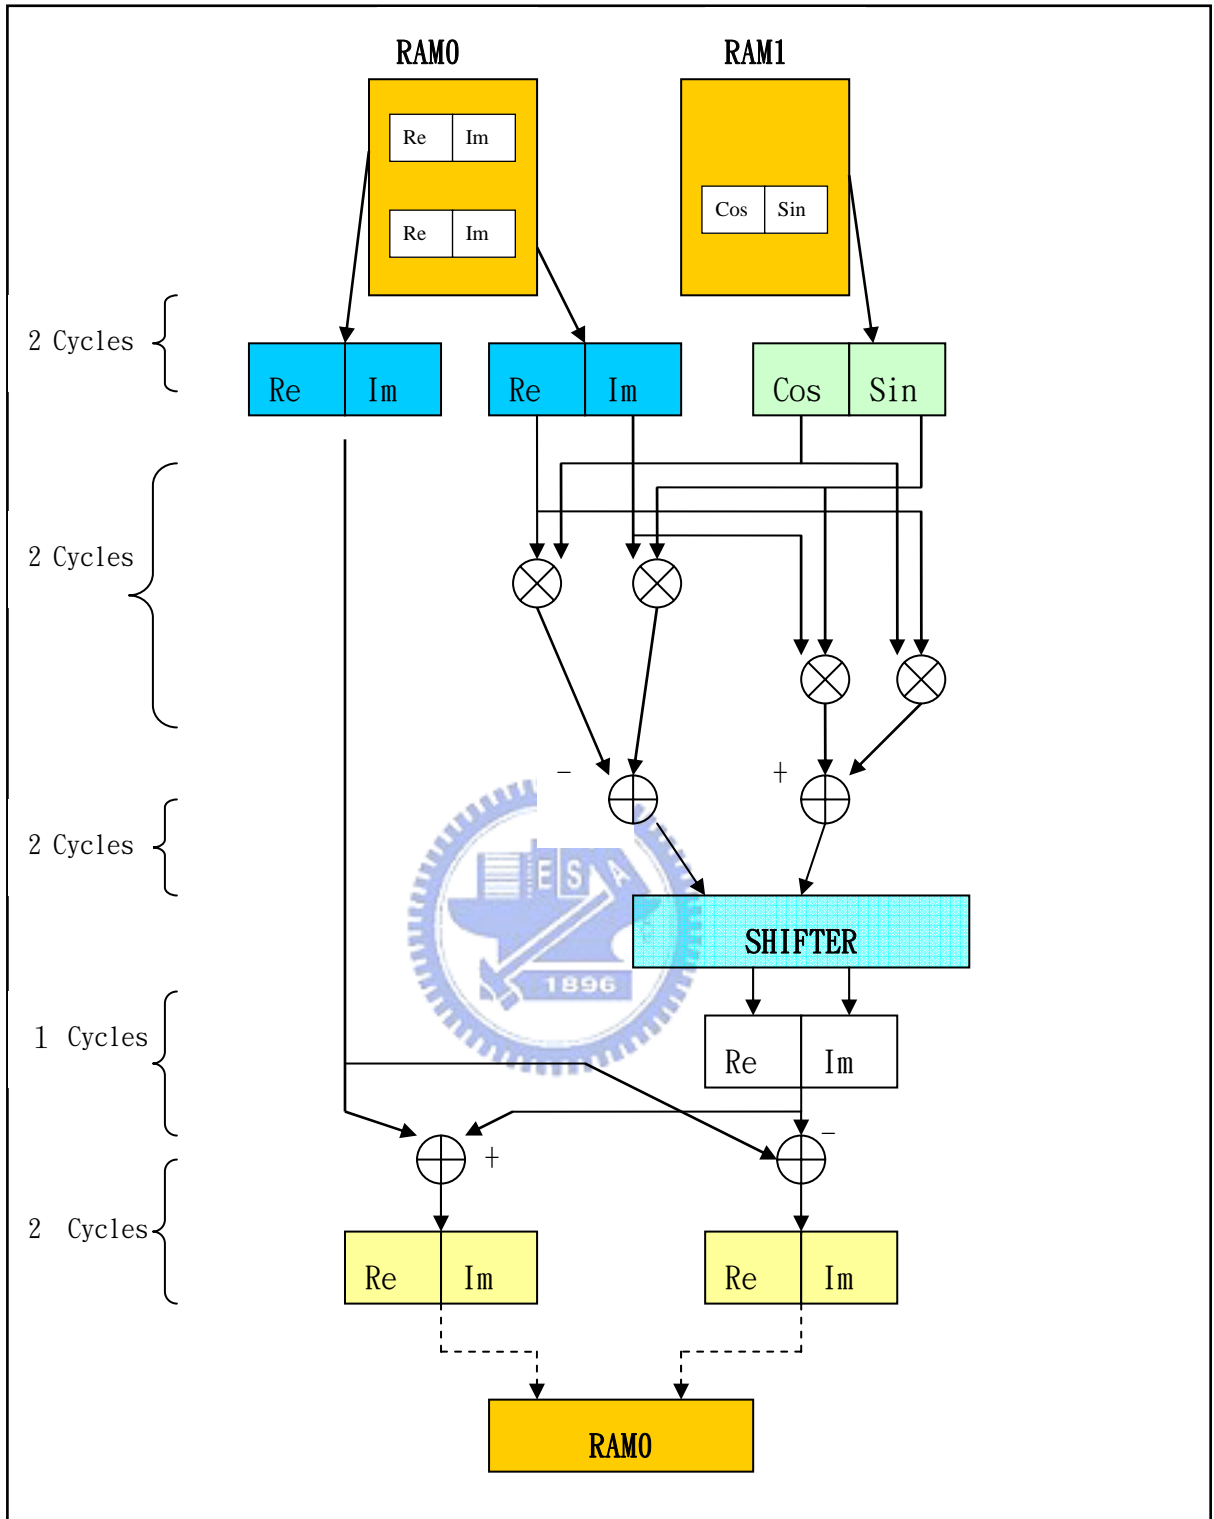 RAM0 RAM1
Re Im
Cos Sin
Re Im
2 Cycles
Re Im Re Im Cos Sin
2 Cycles
- +
2 Cycles
E S A
SHIFTER
1896
1 Cycles
Re Im
-
+
2 Cycles
Re Im Re Im
RAM0